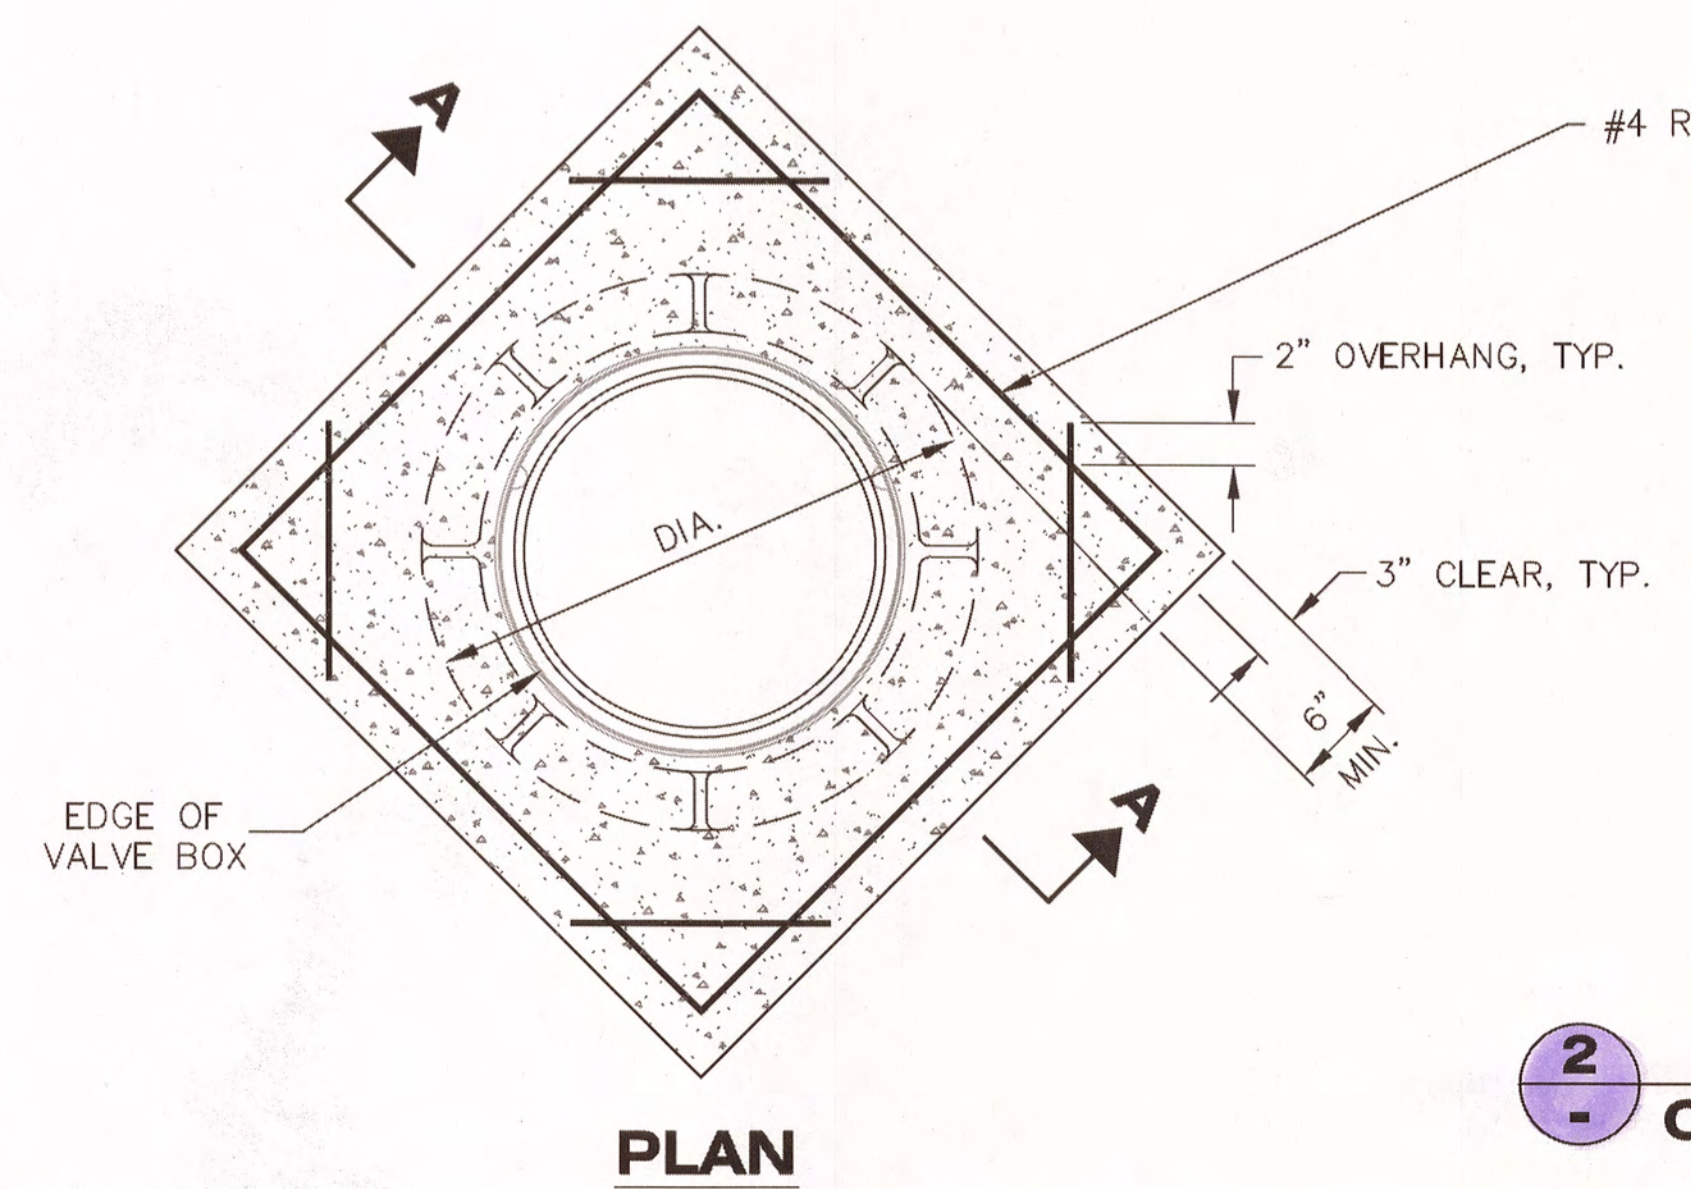 A
#4 R
2” OVERHANG, TYP.
DIA.
3” CLEAR, TYP.
6”
MIN.
A
EDGE OF
VALVE BOX
2
-
PLAN